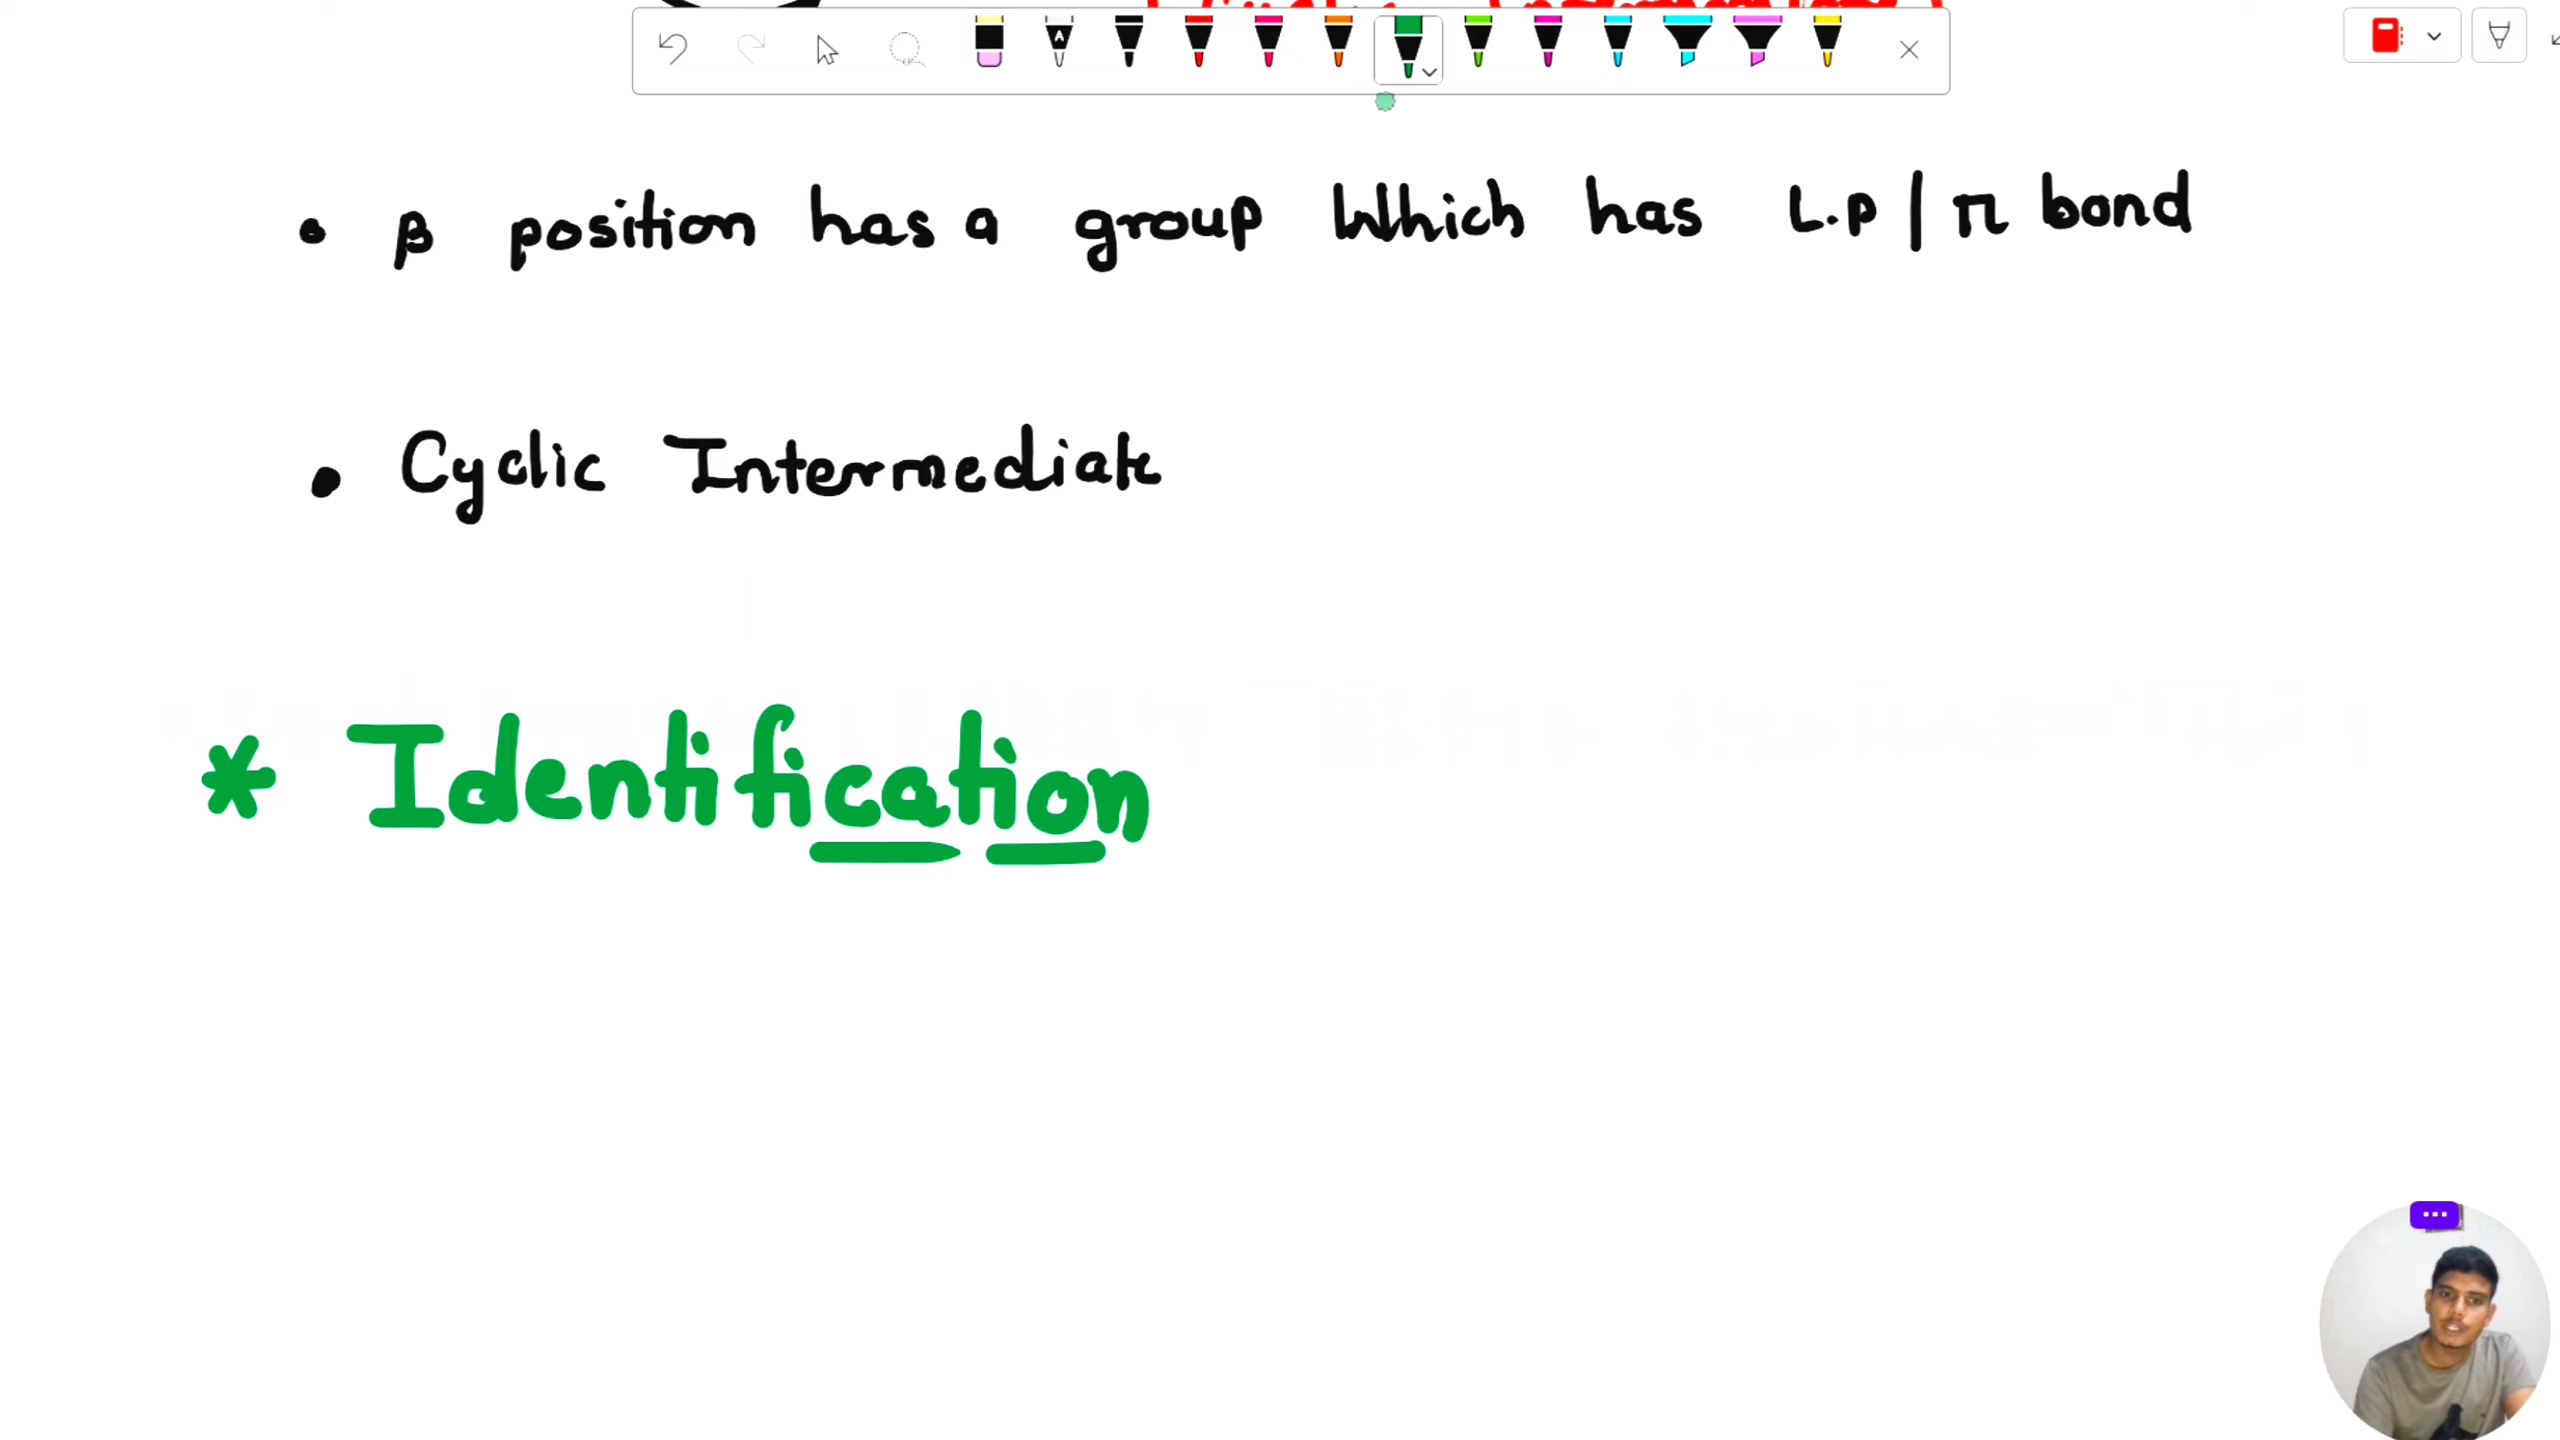 • β position has a group Which has L.P | π bond
• Cyclic Intermediate
* Identification